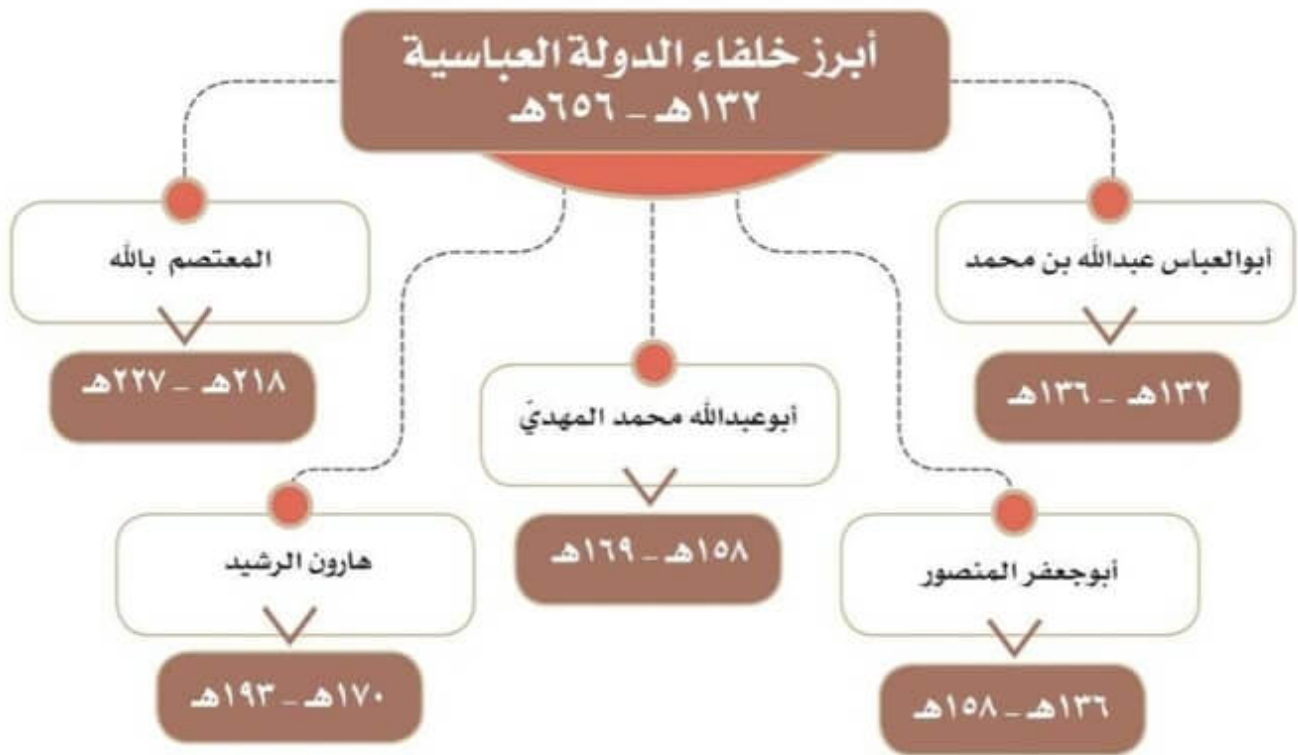 أبرز خلفاء الدولة العباسية
١٣٢هـ – ٦٥٦هـ
أبوالعباس عبدالله بن محمد
١٣٢هـ – ١٣٦هـ
أبوجعفر المنصور
١٣٦هـ – ١٥٨هـ
أبوعبدالله محمد المهديّ
١٥٨هـ – ١٦٩هـ
هارون الرشيد
١٧٠هـ – ١٩٣هـ
المعتصم بالله
٢١٨هـ – ٢٢٧هـ